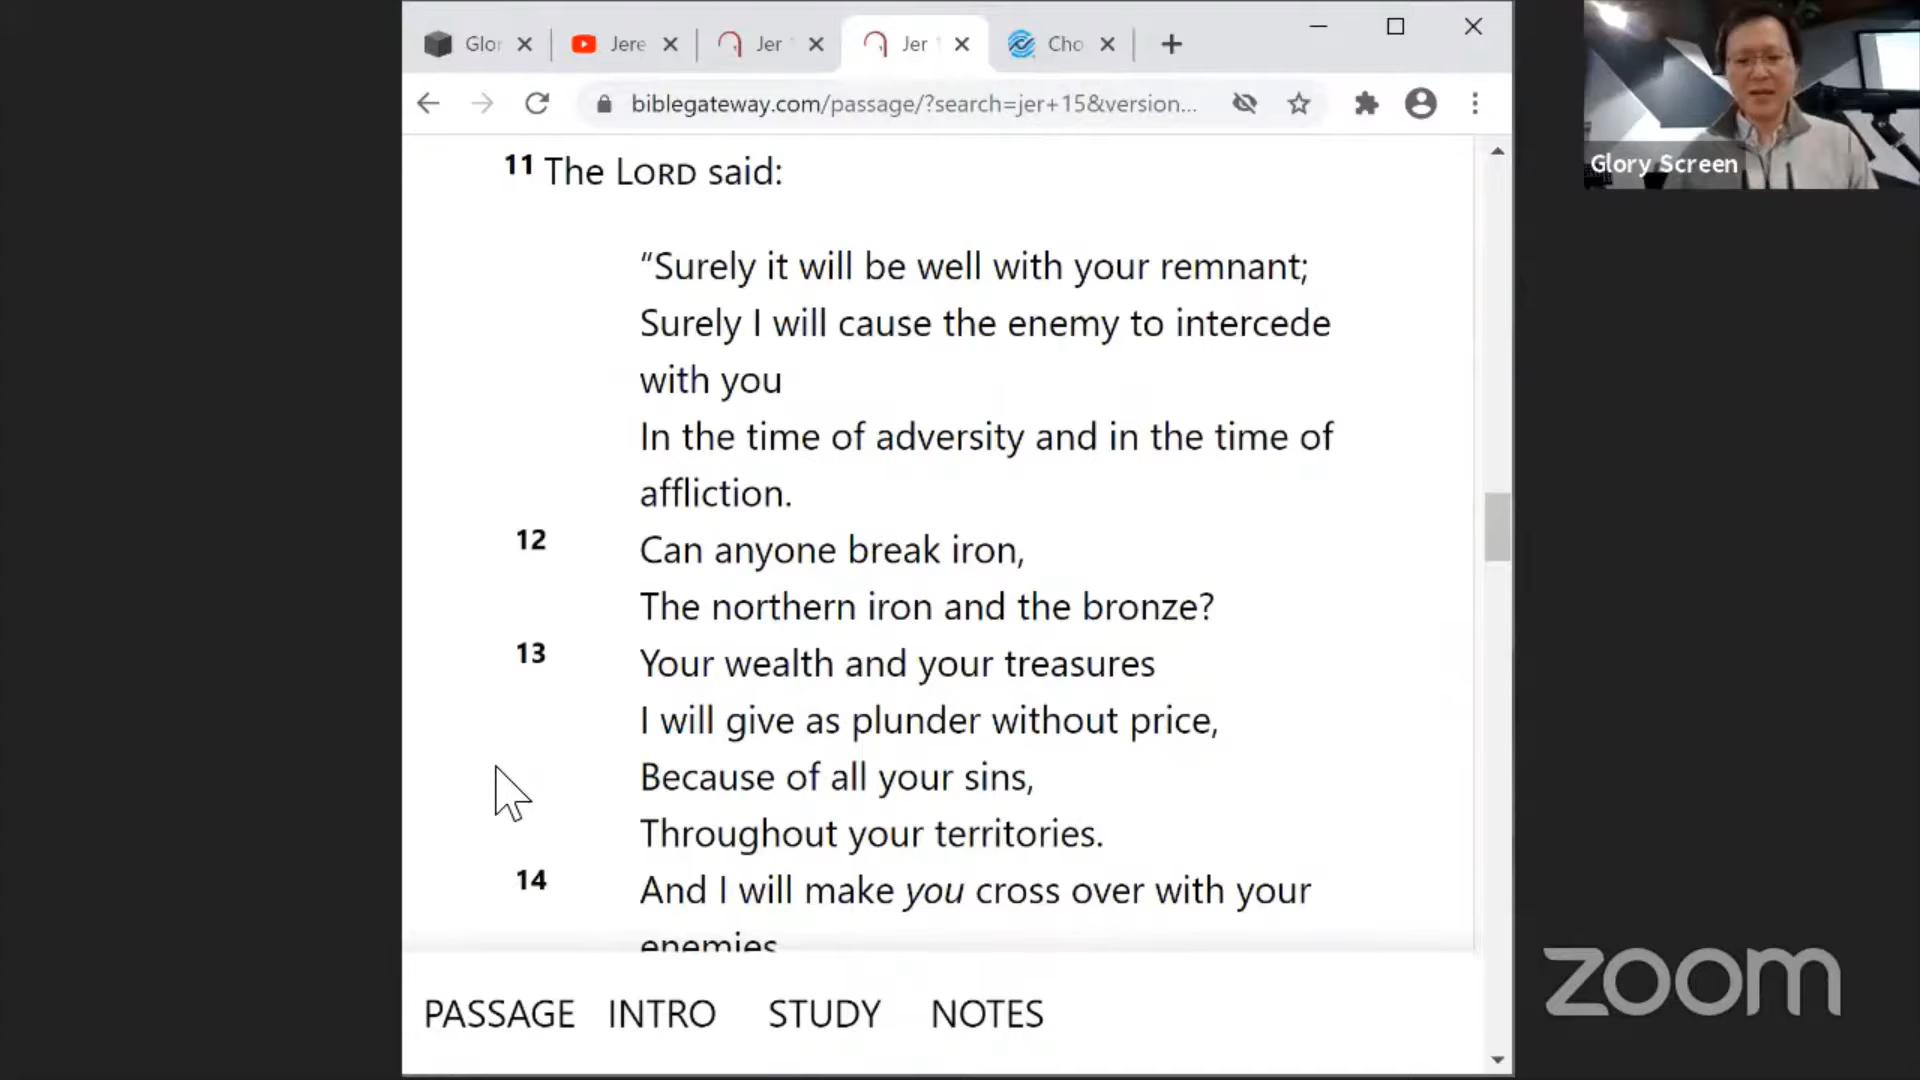 Glor
Jere
Jer
Jer
Cho
biblegateway.com/passage/?search=jer+15&version...
Glory Screen
11 The LORD said:
“Surely it will be well with your remnant;
Surely I will cause the enemy to intercede
with you
In the time of adversity and in the time of
affliction.
12 Can anyone break iron,
The northern iron and the bronze?
13 Your wealth and your treasures
I will give as plunder without price,
Because of all your sins,
Throughout your territories.
14 And I will make you cross over with your
enemies
PASSAGE INTRO STUDY NOTES
zoom